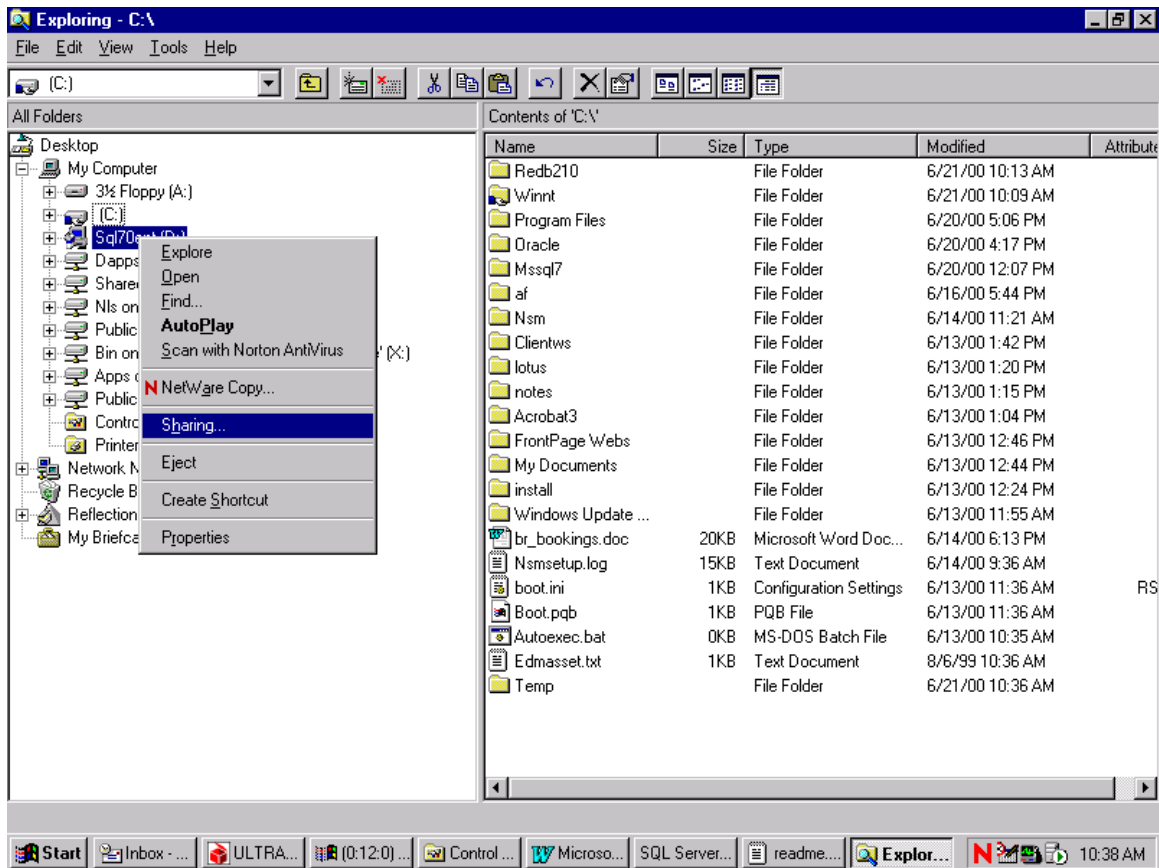 Exploring - C:\
File Edit View Tools Help
(C:)
All Folders
Contents of 'C:\'
Desktop
My Computer
3½ Floppy (A:)
(C:)
Dapps
Share
Nls on
Public
Bin on
' (X:)
Apps
Public
Contro
Printer
Network N
Recycle B
Reflection
My Briefca
Explore
Open
Find...
AutoPlay
Scan with Norton AntiVirus
N NetWare Copy...
Sharing...
Eject
Create Shortcut
Properties
Name Size Type Modified Attribute
Redb210 File Folder 6/21/00 10:13 AM
Winnt File Folder 6/21/00 10:09 AM
Program Files File Folder 6/20/00 5:06 PM
Oracle File Folder 6/20/00 4:17 PM
Mssql7 File Folder 6/20/00 12:07 PM
af File Folder 6/16/00 5:44 PM
Nsm File Folder 6/14/00 11:21 AM
Clientws File Folder 6/13/00 1:42 PM
lotus File Folder 6/13/00 1:20 PM
notes File Folder 6/13/00 1:15 PM
Acrobat3 File Folder 6/13/00 1:04 PM
FrontPage Webs File Folder 6/13/00 12:46 PM
My Documents File Folder 6/13/00 12:44 PM
install File Folder 6/13/00 12:24 PM
Windows Update ... File Folder 6/13/00 11:55 AM
br_bookings.doc 20KB Microsoft Word Doc... 6/14/00 6:13 PM
Nsmsetup.log 15KB Text Document 6/14/00 9:36 AM
boot.ini 1KB Configuration Settings 6/13/00 11:36 AM RS
Boot.pqb 1KB PQB File 6/13/00 11:36 AM
Autoexec.bat 0KB MS-DOS Batch File 6/13/00 10:35 AM
Edmasset.txt 1KB Text Document 8/6/99 10:36 AM
Temp File Folder 6/21/00 10:36 AM
Start Inbox - ... ULTRA... (0:12:0) ... Control ... Microso... SQL Server... readme.... Explor... N 10:38 AM